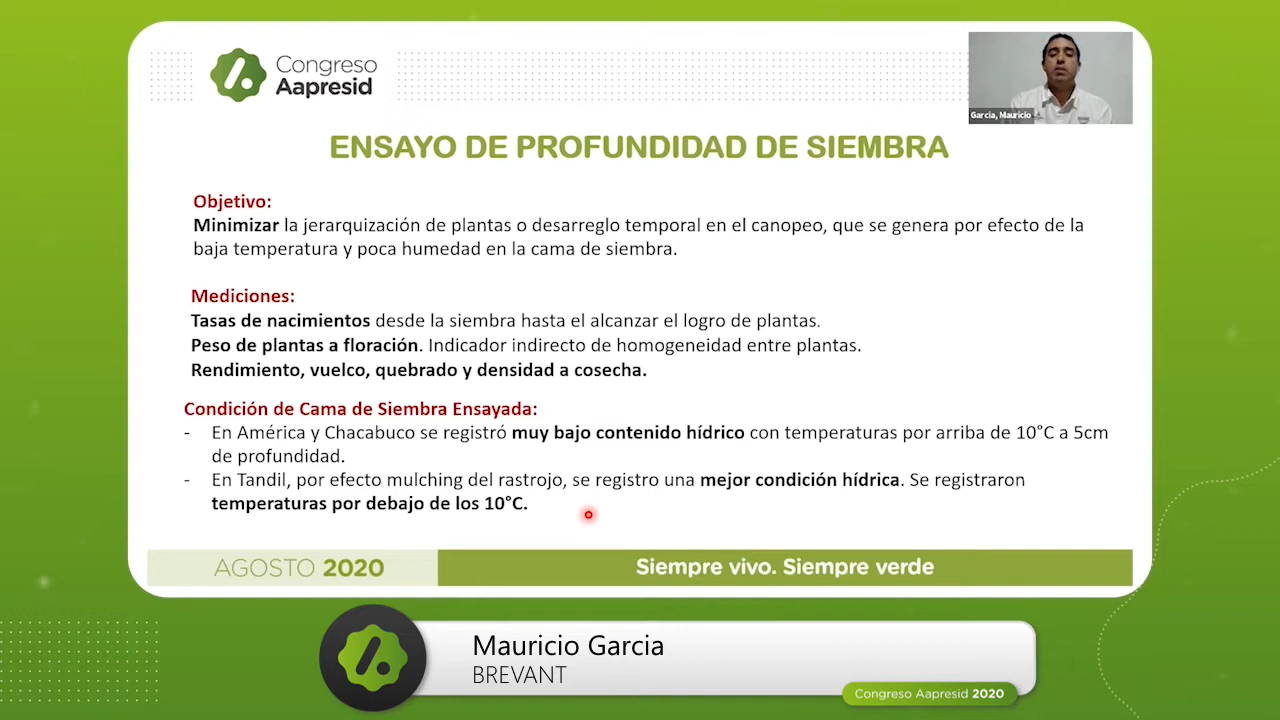 Congreso
Aapresid
Garcia, Mauricio
ENSAYO DE PROFUNDIDAD DE SIEMBRA
Objetivo:
Minimizar la jerarquización de plantas o desarreglo temporal en el canopeo, que se genera por efecto de la
baja temperatura y poca humedad en la cama de siembra.
Mediciones:
Tasas de nacimientos desde la siembra hasta el alcanzar el logro de plantas.
Peso de plantas a floración. Indicador indirecto de homogeneidad entre plantas.
Rendimiento, vuelco, quebrado y densidad a cosecha.
Condición de Cama de Siembra Ensayada:
- En América y Chacabuco se registró muy bajo contenido hídrico con temperaturas por arriba de 10°C a 5cm
de profundidad.
- En Tandil, por efecto mulching del rastrojo, se registro una mejor condición hídrica. Se registraron
temperaturas por debajo de los 10°C.
AGOSTO 2020
Siempre vivo. Siempre verde
Mauricio Garcia
BREVANT
Congreso Aapresid 2020